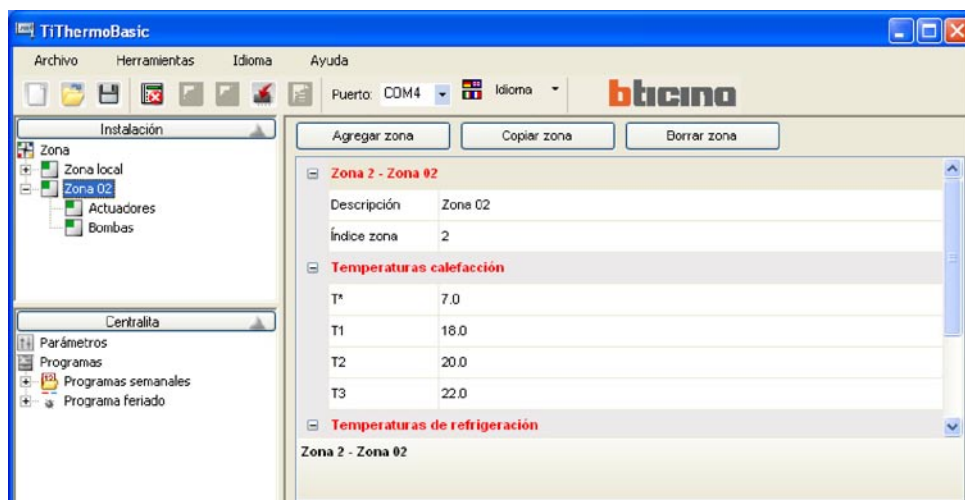 TiThermoBasic
Archivo Herramientas Idioma Ayuda
Puerto: COM4 Idioma bticino
Instalación
Zona
Zona local
Zona 02
Actuadores
Bombas
Centralita
Parámetros
Programas
Programas semanales
Programa feriado
Agregar zona Copiar zona Borrar zona
Zona 2 - Zona 02
Descripción Zona 02
Índice zona 2
Temperaturas calefacción
T* 7.0
T1 18.0
T2 20.0
T3 22.0
Temperaturas de refrigeración
Zona 2 - Zona 02